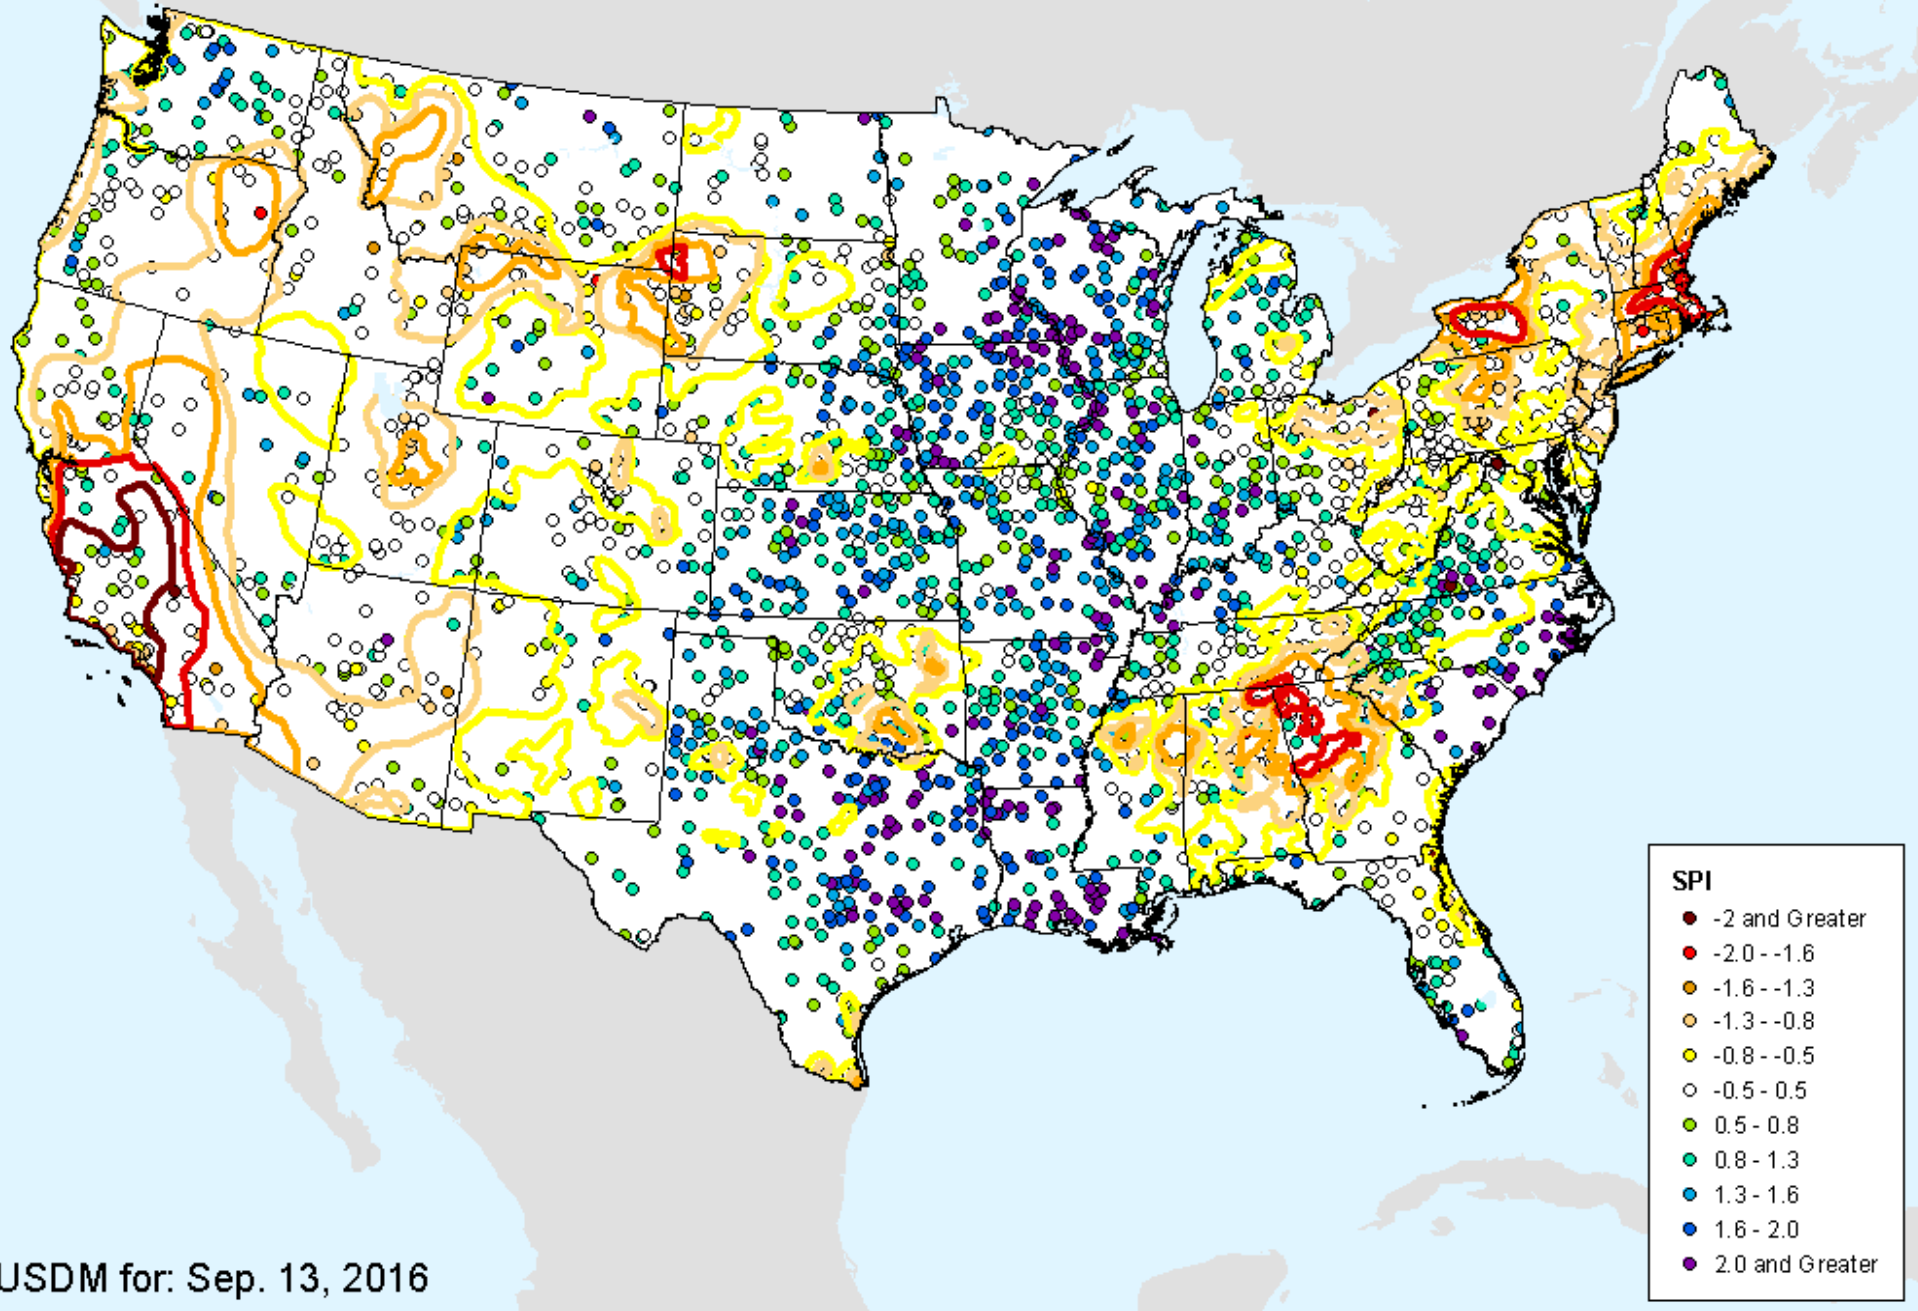 SPI
-2 and Greater
-2.0 - -1.6
-1.6 - -1.3
-1.3 - -0.8
-0.8 - -0.5
-0.5 - 0.5
0.5 - 0.8
0.8 - 1.3
1.3 - 1.6
1.6 - 2.0
2.0 and Greater
USDM for: Sep. 13, 2016